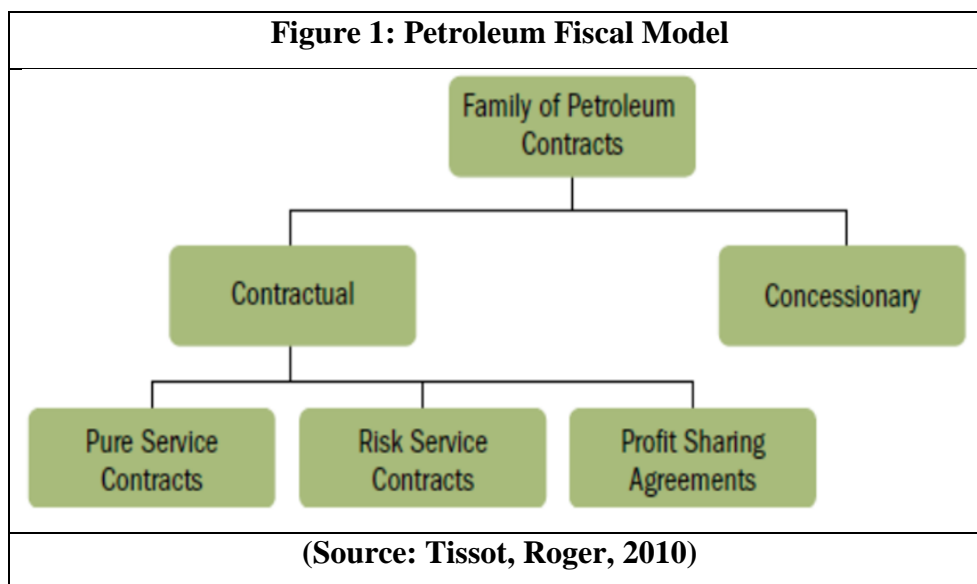 Figure 1: Petroleum Fiscal Model
Family of Petroleum
Contracts
Contractual
Concessionary
Pure Service
Contracts
Risk Service
Contracts
Profit Sharing
Agreements
(Source: Tissot, Roger, 2010)